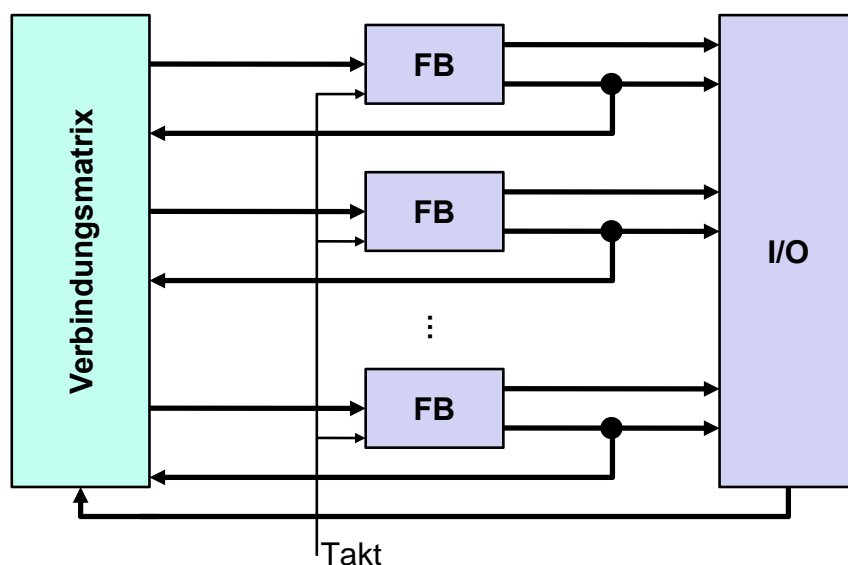 Verbindungsmatrix
FB
FB
...
FB
I/O
Takt